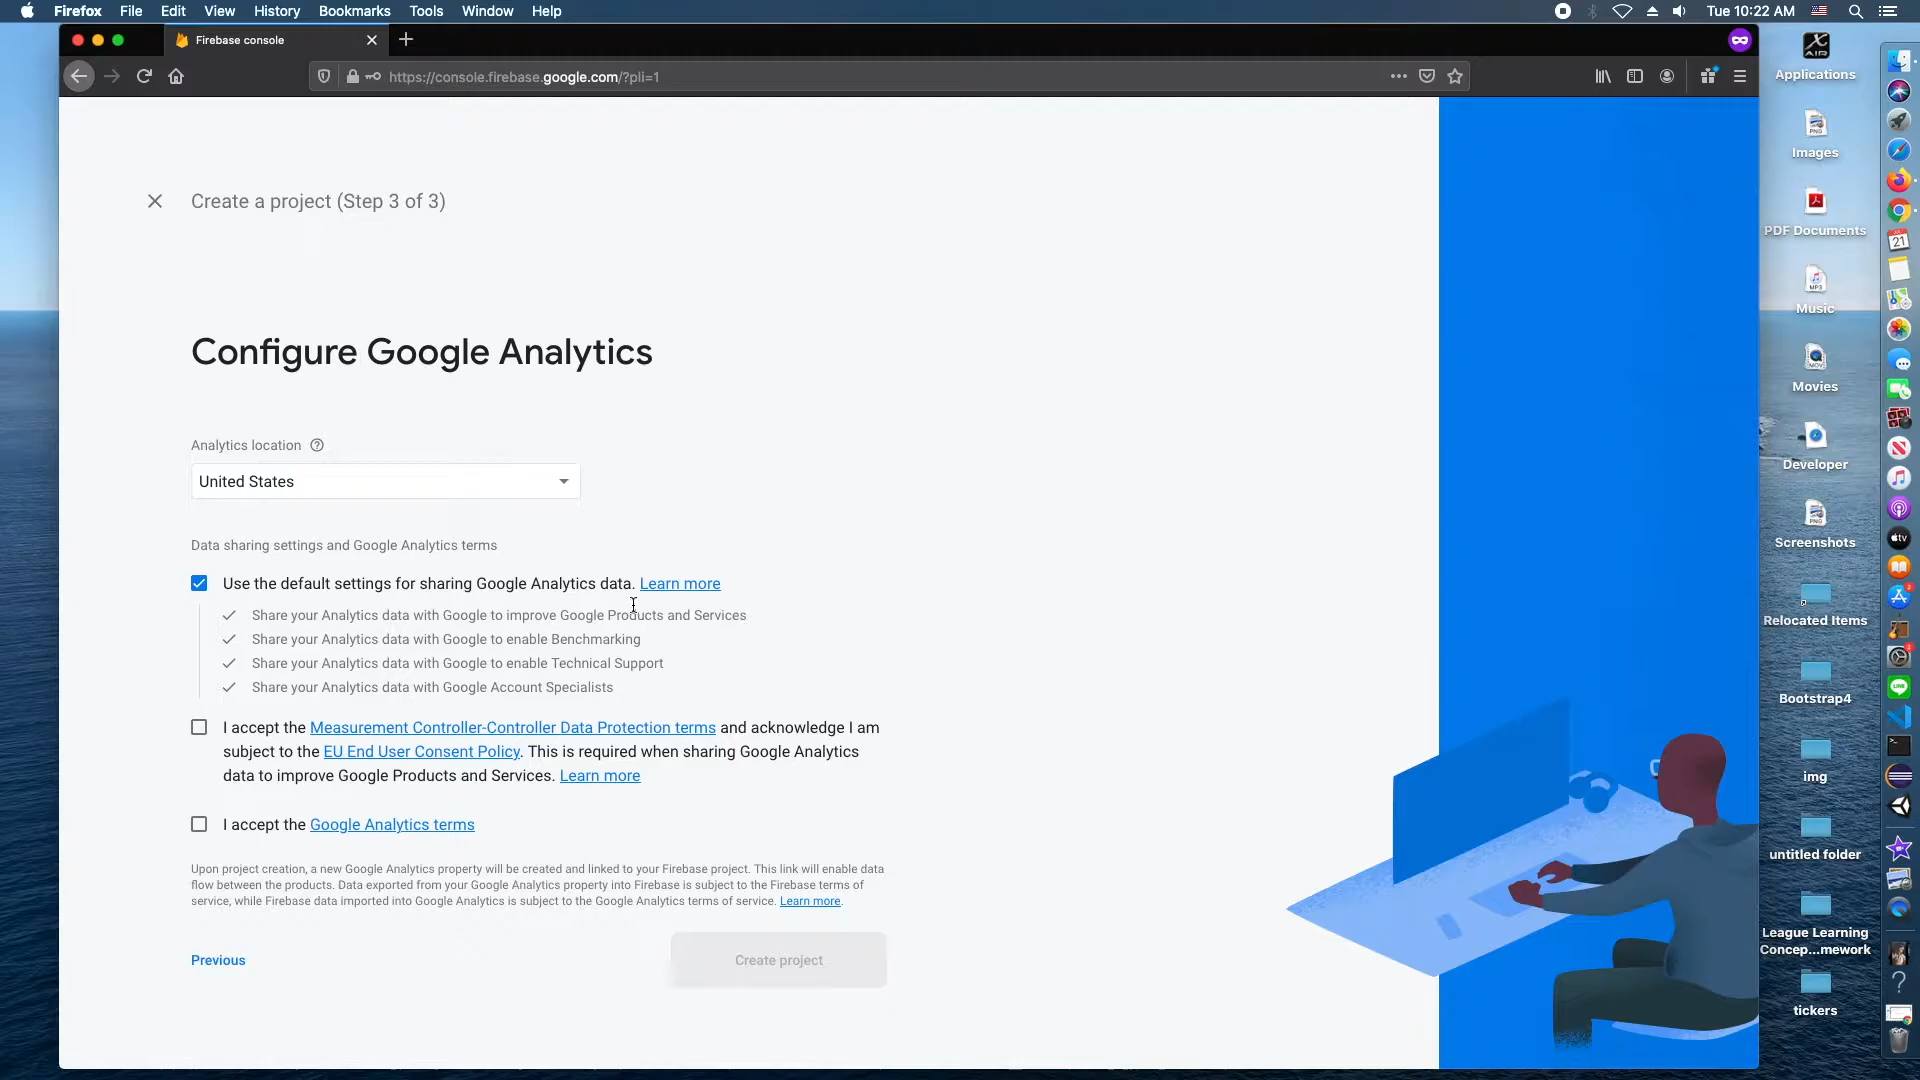 Firefox File Edit View History Bookmarks Tools Window Help
Tue 10:22 AM
Firebase console
https://console.firebase.google.com/?pli=1
Create a project (Step 3 of 3)
Configure Google Analytics
Analytics location
United States
Data sharing settings and Google Analytics terms
Use the default settings for sharing Google Analytics data. Learn more
Share your Analytics data with Google to improve Google Products and Services
Share your Analytics data with Google to enable Benchmarking
Share your Analytics data with Google to enable Technical Support
Share your Analytics data with Google Account Specialists
I accept the Measurement Controller-Controller Data Protection terms and acknowledge I am
subject to the EU End User Consent Policy. This is required when sharing Google Analytics
data to improve Google Products and Services. Learn more
I accept the Google Analytics terms
Upon project creation, a new Google Analytics property will be created and linked to your Firebase project. This link will enable data
flow between the products. Data exported from your Google Analytics property into Firebase is subject to the Firebase terms of
service, while Firebase data imported into Google Analytics is subject to the Google Analytics terms of service. Learn more.
Previous
Create project
AIR
Applications
PNG
Images
PDF Documents
MP3
Music
MOV
Movies
Developer
PNG
Screenshots
Relocated Items
Bootstrap4
img
untitled folder
League Learning
Concep...mework
tickers
21
tv
LINE